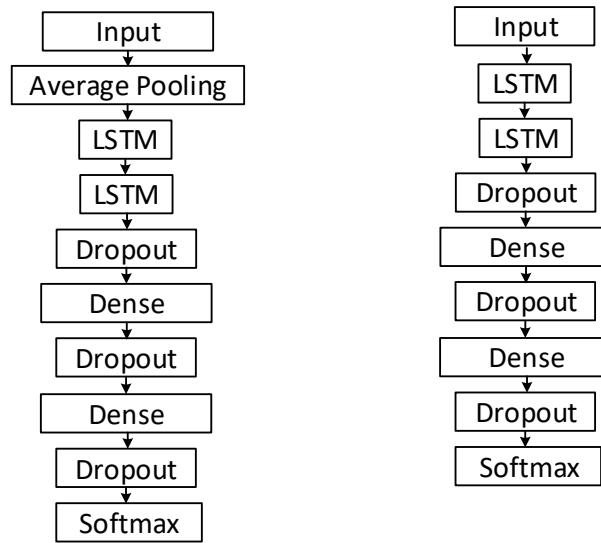 Input
Average Pooling
LSTM
LSTM
Dropout
Dense
Dropout
Dense
Dropout
Softmax
Input
LSTM
LSTM
Dropout
Dense
Dropout
Dense
Dropout
Softmax